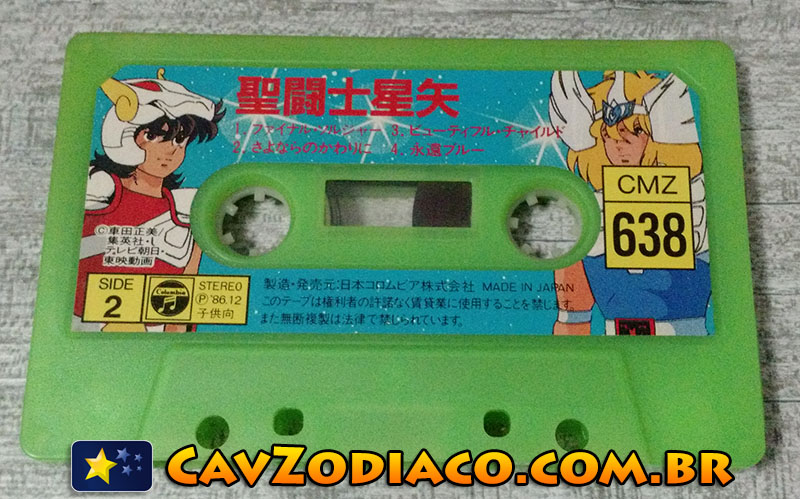 聖闘士星矢
1. ファイナル・ソルジャー 3. ビューティフル・チャイルド
2. さよならのかわりに 4. 永遠ブルー
CMZ
638
©車田正美/
集英社・
テレビ朝日・
東映動画
SIDE
2
Columbia
STEREO
Ⓟ'86.12
子供向
製造・発売元:日本コロムビア株式会社 MADE IN JAPAN
このテープは権利者の許諾なく賃貸業に使用することを禁じます。
また無断複製は法律で禁じられています。
CavZodiaco.com.br